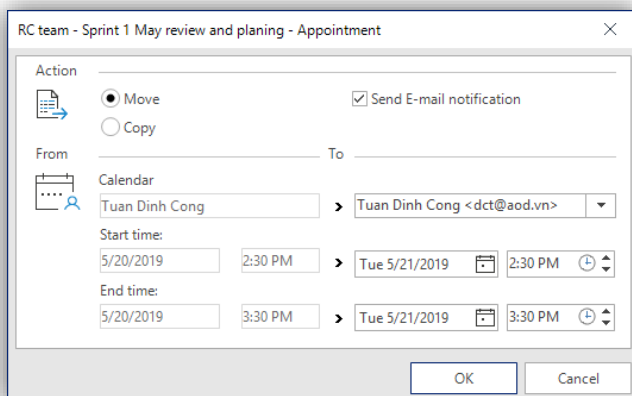 RC team - Sprint 1 May review and planing - Appointment
Action
Move
Send E-mail notification
Copy
From
To
Calendar
Tuan Dinh Cong
Tuan Dinh Cong <dct@aod.vn>
Start time:
5/20/2019 2:30 PM Tue 5/21/2019 2:30 PM
End time:
5/20/2019 3:30 PM Tue 5/21/2019 3:30 PM
OK Cancel